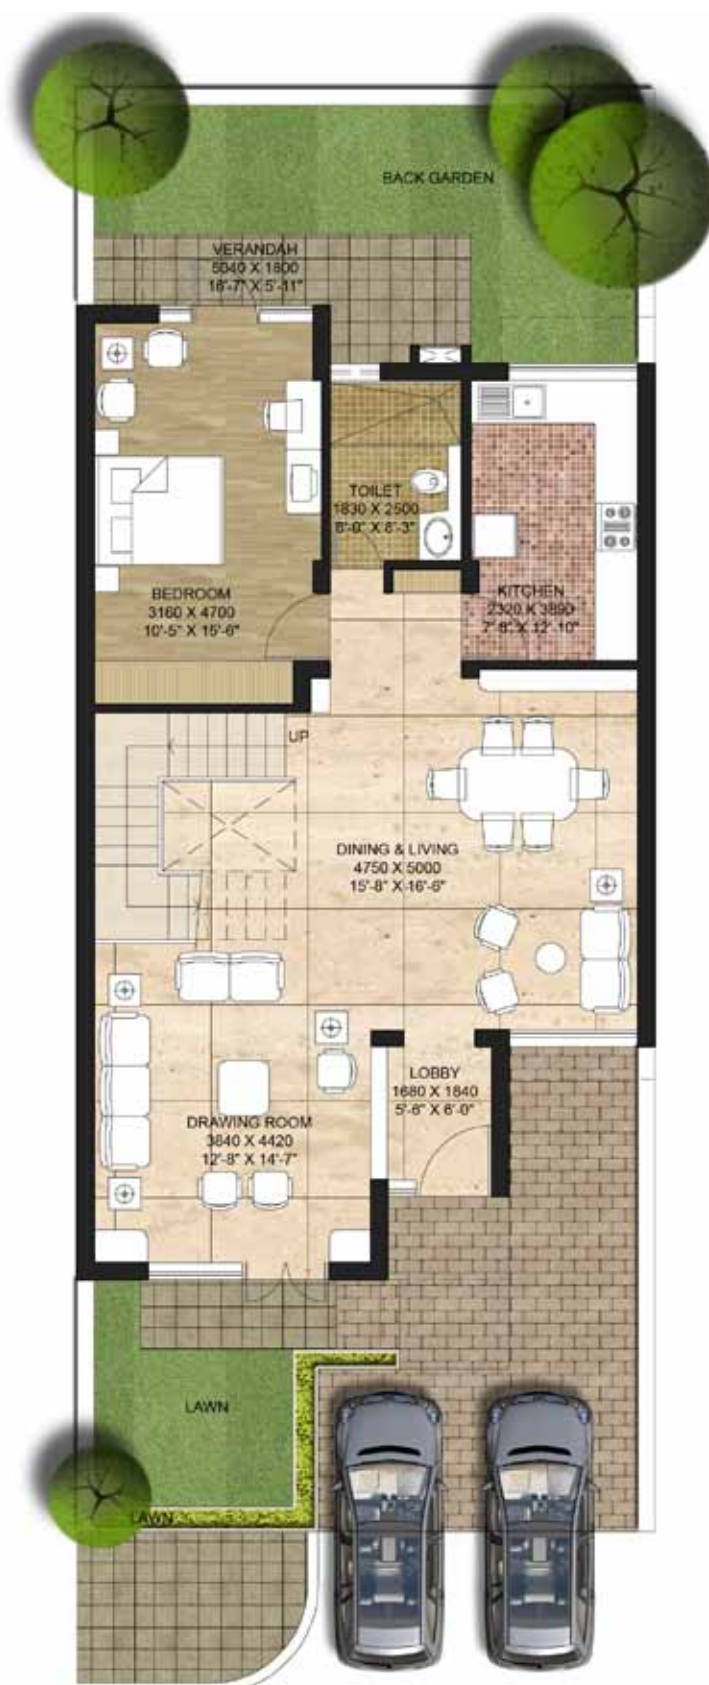 BACK GARDEN
VERANDAH
5040 X 1800
16'-7" X 5'-11"
TOILET
1830 X 2500
6'-0" X 8'-3"
BEDROOM
3160 X 4700
10'-5" X 15'-6"
KITCHEN
2320 X 3890
7'-8" X 12'-10"
UP
DINING & LIVING
4750 X 5000
15'-8" X 16'-6"
LOBBY
1680 X 1840
5'-6" X 6'-0"
DRAWING ROOM
3840 X 4420
12'-8" X 14'-7"
LAWN
LAWN